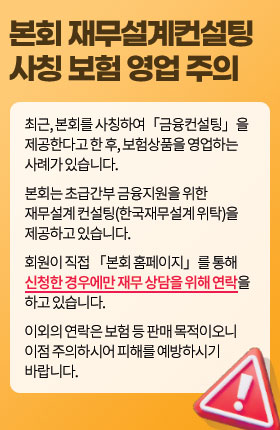 본회 재무설계컨설팅
사칭 보험 영업 주의
최근, 본회를 사칭하여「금융컨설팅」을
제공한다고 한 후, 보험상품을 영업하는
사례가 있습니다.
본회는 초급간부 금융지원을 위한
재무설계 컨설팅(한국재무설계 위탁)을
제공하고 있습니다.
회원이 직접 「본회 홈페이지」를 통해
신청한 경우에만 재무 상담을 위해 연락을
하고 있습니다.
이외의 연락은 보험 등 판매 목적이오니
이점 주의하시어 피해를 예방하시기
바랍니다.